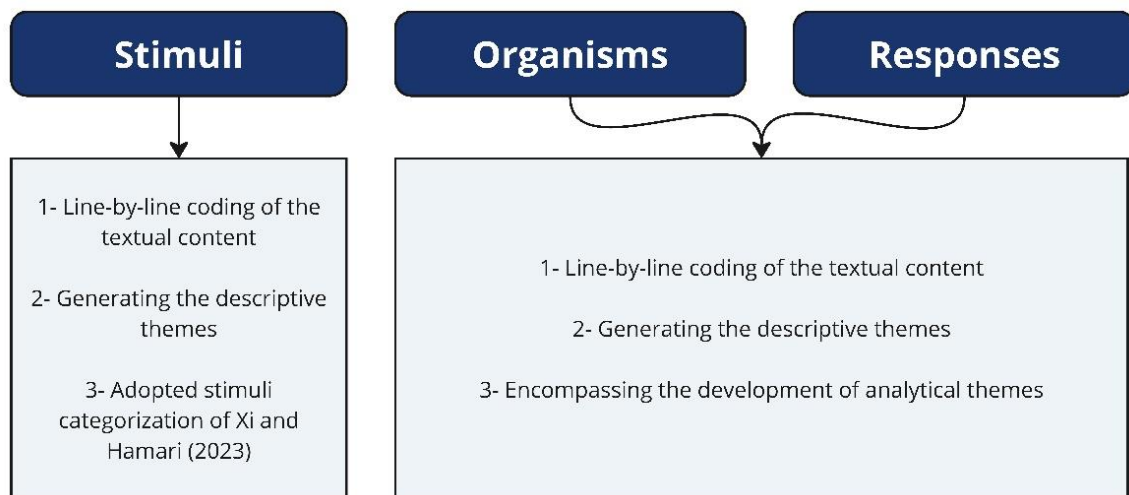 Stimuli
Organisms
Responses
1- Line-by-line coding of the
textual content
2- Generating the descriptive
themes
3- Adopted stimuli
categorization of Xi and
Hamari (2023)
1- Line-by-line coding of the textual content
2- Generating the descriptive themes
3- Encompassing the development of analytical themes